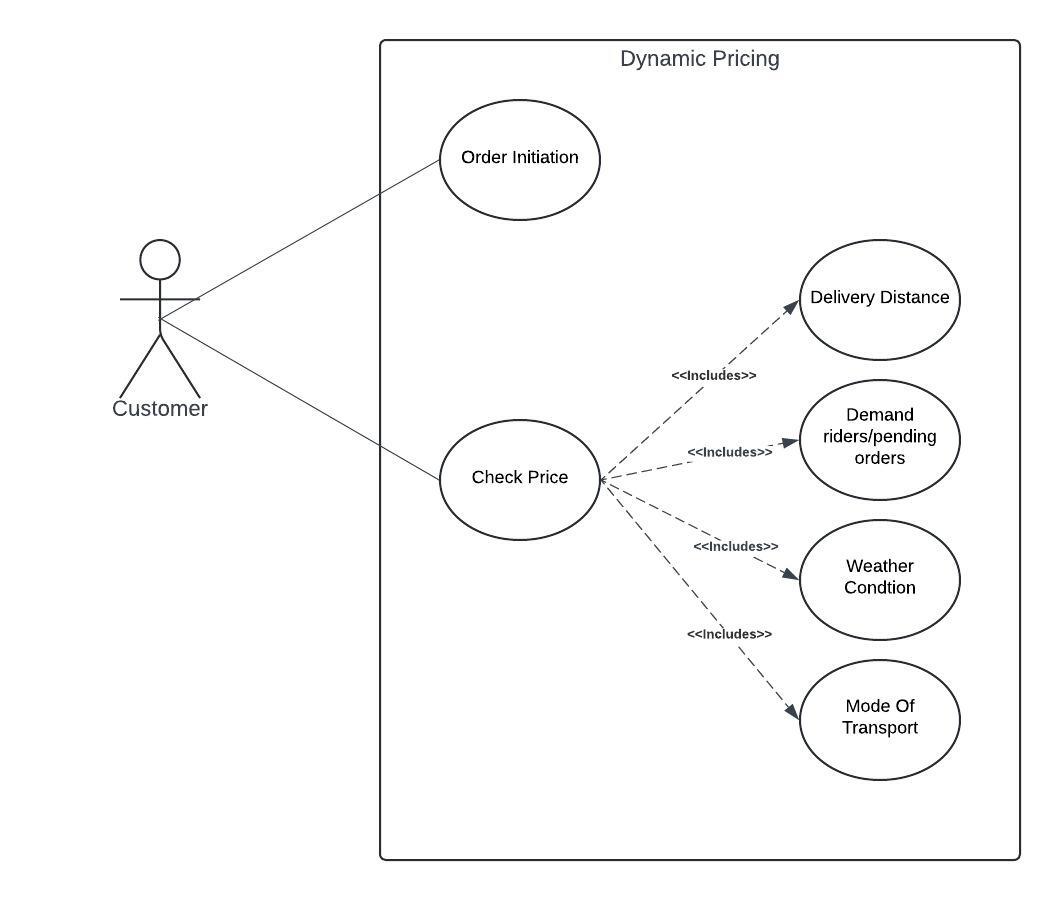 Dynamic Pricing
Order Initiation
Customer
Check Price
<<Includes>>
Delivery Distance
<<Includes>>
Demand
riders/pending
orders
<<Includes>>
Weather
Condtion
<<Includes>>
Mode Of
Transport